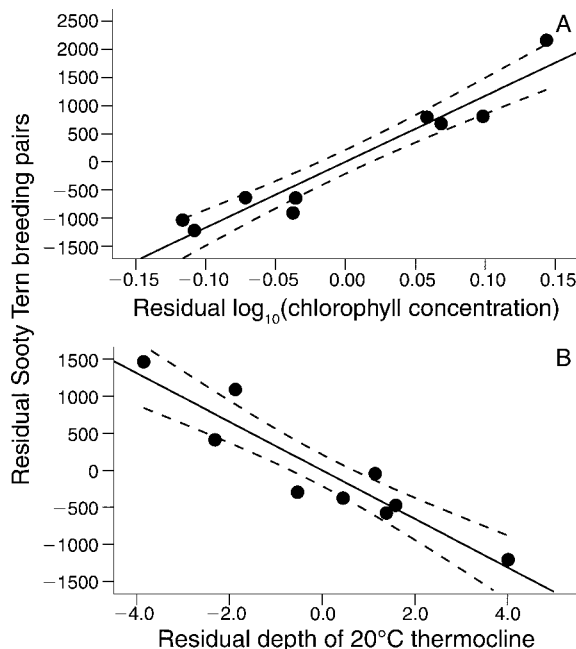 A
2500
2000
1500
1000
500
0
−500
−1000
−1500
−0.15 −0.10 −0.05 0.00 0.05 0.10 0.15
Residual log10(chlorophyll concentration)
Residual Sooty Tern breeding pairs
B
1500
1000
500
0
−500
−1000
−1500
−4.0 −2.0 0.0 2.0 4.0
Residual depth of 20°C thermocline